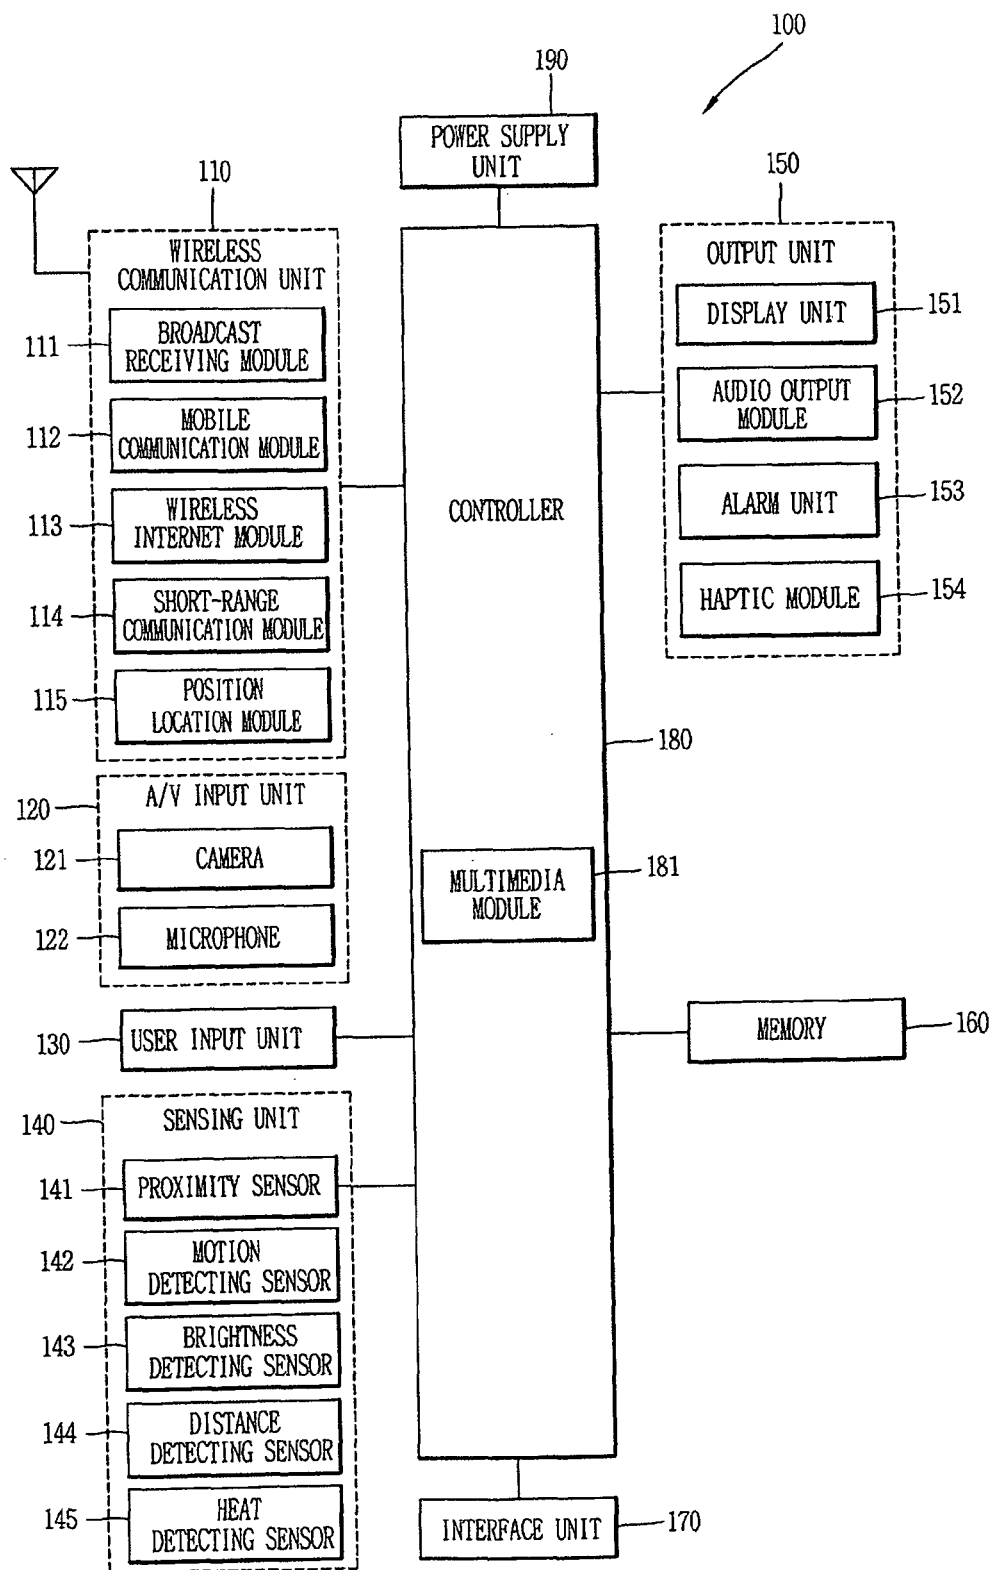 100
190
POWER SUPPLY
UNIT
110
WIRELESS
COMMUNICATION UNIT
111
BROADCAST
RECEIVING MODULE
112
MOBILE
COMMUNICATION MODULE
113
WIRELESS
INTERNET MODULE
114
SHORT-RANGE
COMMUNICATION MODULE
115
POSITION
LOCATION MODULE
120
A/V INPUT UNIT
121
CAMERA
122
MICROPHONE
130
USER INPUT UNIT
140
SENSING UNIT
141
PROXIMITY SENSOR
142
MOTION
DETECTING SENSOR
143
BRIGHTNESS
DETECTING SENSOR
144
DISTANCE
DETECTING SENSOR
145
HEAT
DETECTING SENSOR
CONTROLLER
180
MULTIMEDIA
MODULE
181
150
OUTPUT UNIT
DISPLAY UNIT
151
AUDIO OUTPUT
MODULE
152
ALARM UNIT
153
HAPTIC MODULE
154
MEMORY
160
INTERFACE UNIT
170